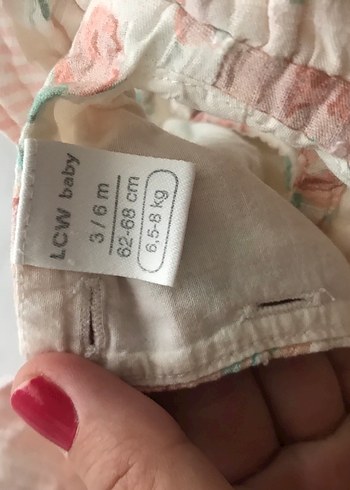 LCW baby
3 / 6 m
62-68 cm
6,5-8 kg